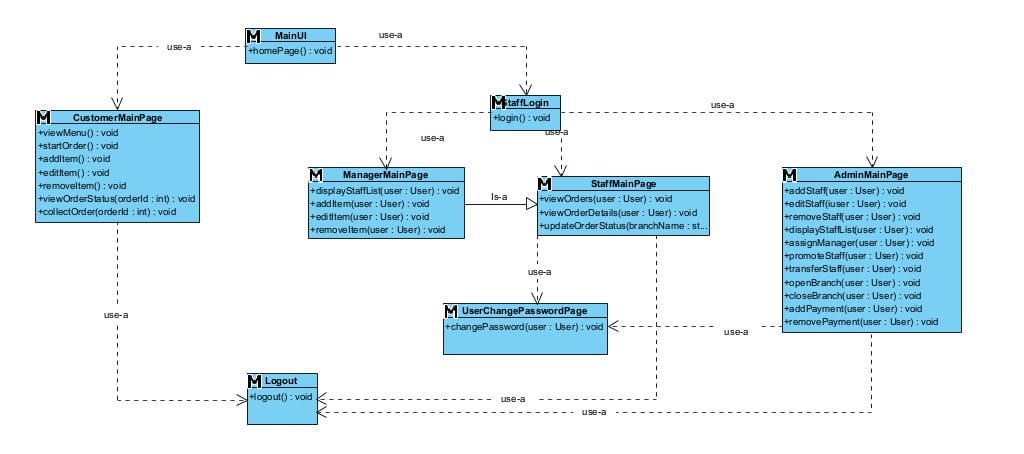 MainUI
+homePage() : void
use-a
use-a
StaffLogin
+login() : void
use-a
use-a
use-a
CustomerMainPage
+viewMenu() : void
+startOrder() : void
+addItem() : void
+editItem() : void
+removeItem() : void
+viewOrderStatus(orderId : int) : void
+collectOrder(orderId : int) : void
ManagerMainPage
+displayStaffList(user : User) : void
+addItem(user : User) : void
+editItem(user : User) : void
+removeItem(user : User) : void
Is-a
StaffMainPage
+viewOrders(user : User) : void
+viewOrderDetails(user : User) : void
+updateOrderStatus(branchName : st...
AdminMainPage
+addStaff(user : User) : void
+editStaff(iuser : User) : void
+removeStaff(user : User) : void
+displayStaffList(user : User) : void
+assignManager(user : User) : void
+promoteStaff(user : User) : void
+transferStaff(user : User) : void
+openBranch(user : User) : void
+closeBranch(user : User) : void
+addPayment(user : User) : void
+removePayment(user : User) : void
use-a
UserChangePasswordPage
+changePassword(user : User) : void
use-a
use-a
Logout
+logout() : void
use-a
use-a